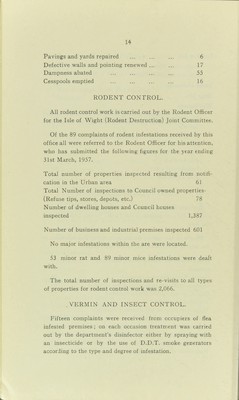 14
Pavings and yards repaired ... ... ... 6
Defective walls and pointing renewed ... ... 17
Dampness abated ... ... ... ... 55
Cesspools emptied ... ... ... ... 16
RODENT CONTROL.
All rodent control work is carried out by the Rodent Officer
for the Isle of Wight (Rodent Destruction) Joint Committee.
Of the 89 complaints of rodent infestations received by this
office all were referred to the Rodent Officer for his attention,
who has submitted the following figures for the year ending
31st March, 1957.
Total number of properties inspected resulting from notifi-
cation in the Urban area 61
Total Number of inspections to Council owned properties-
(Refuse tips, stores, depots, etc.) 78
Number of dwelling houses and Council houses
inspected 1,387
Number of business and industrial premises inspected 601
No major infestations within the are were located.
53 minor rat and 89 minor mice infestations were dealt
with.
The total number of inspections and re-visits to all types
of properties for rodent control work was 2,066.
VERMIN AND INSECT CONTROL.
Fifteen complaints were received from occupiers of flea
infested premises; on each occasion treatment was carried
out by the department's disinfector either by spraying with
an insecticide or by the use of D.D.T. smoke generators
according to the type and degree of infestation.